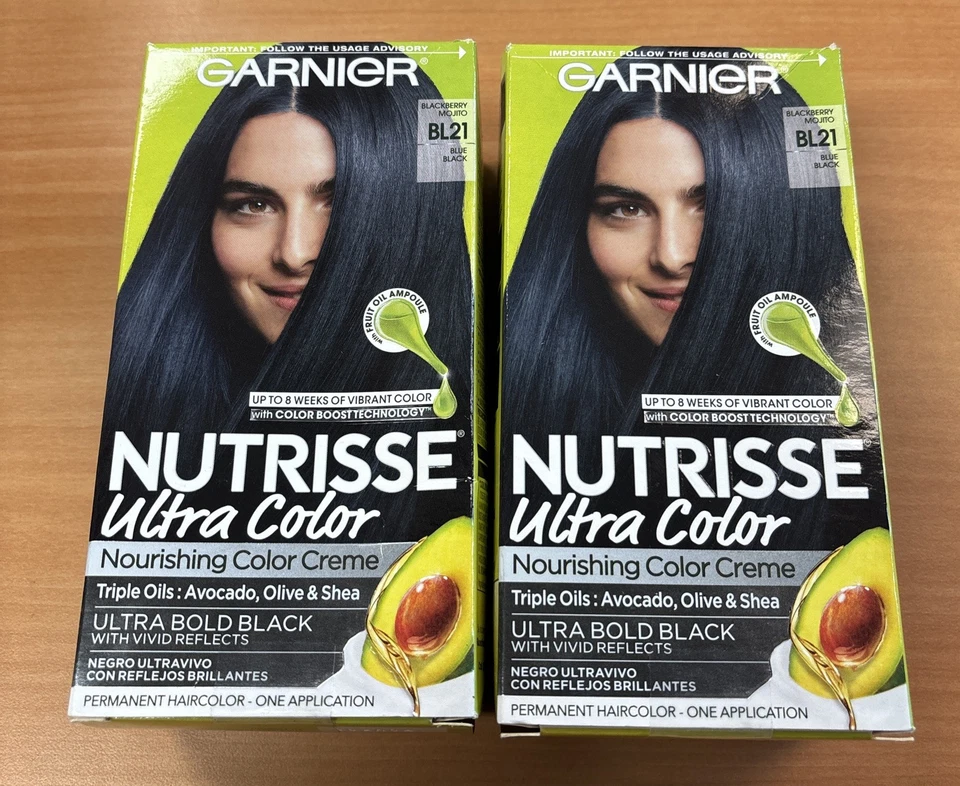 IMPORTANT: FOLLOW THE USAGE ADVISORY
GARNIER®
BLACKBERRY
MOJITO
BL21
BLUE
BLACK
with FRUIT OIL AMPOULE
UP TO 8 WEEKS OF VIBRANT COLOR
with COLOR BOOST TECHNOLOGY™
NUTRISSE®
Ultra Color
Nourishing Color Creme
Triple Oils : Avocado, Olive & Shea
ULTRA BOLD BLACK
WITH VIVID REFLECTS
NEGRO ULTRAVIVO
CON REFLEJOS BRILLANTES
PERMANENT HAIRCOLOR - ONE APPLICATION
IMPORTANT: FOLLOW THE USAGE ADVISORY
GARNIER®
BLACKBERRY
MOJITO
BL21
BLUE
BLACK
with FRUIT OIL AMPOULE
UP TO 8 WEEKS OF VIBRANT COLOR
with COLOR BOOST TECHNOLOGY™
NUTRISSE®
Ultra Color
Nourishing Color Creme
Triple Oils : Avocado, Olive & Shea
ULTRA BOLD BLACK
WITH VIVID REFLECTS
NEGRO ULTRAVIVO
CON REFLEJOS BRILLANTES
PERMANENT HAIRCOLOR - ONE APPLICATION